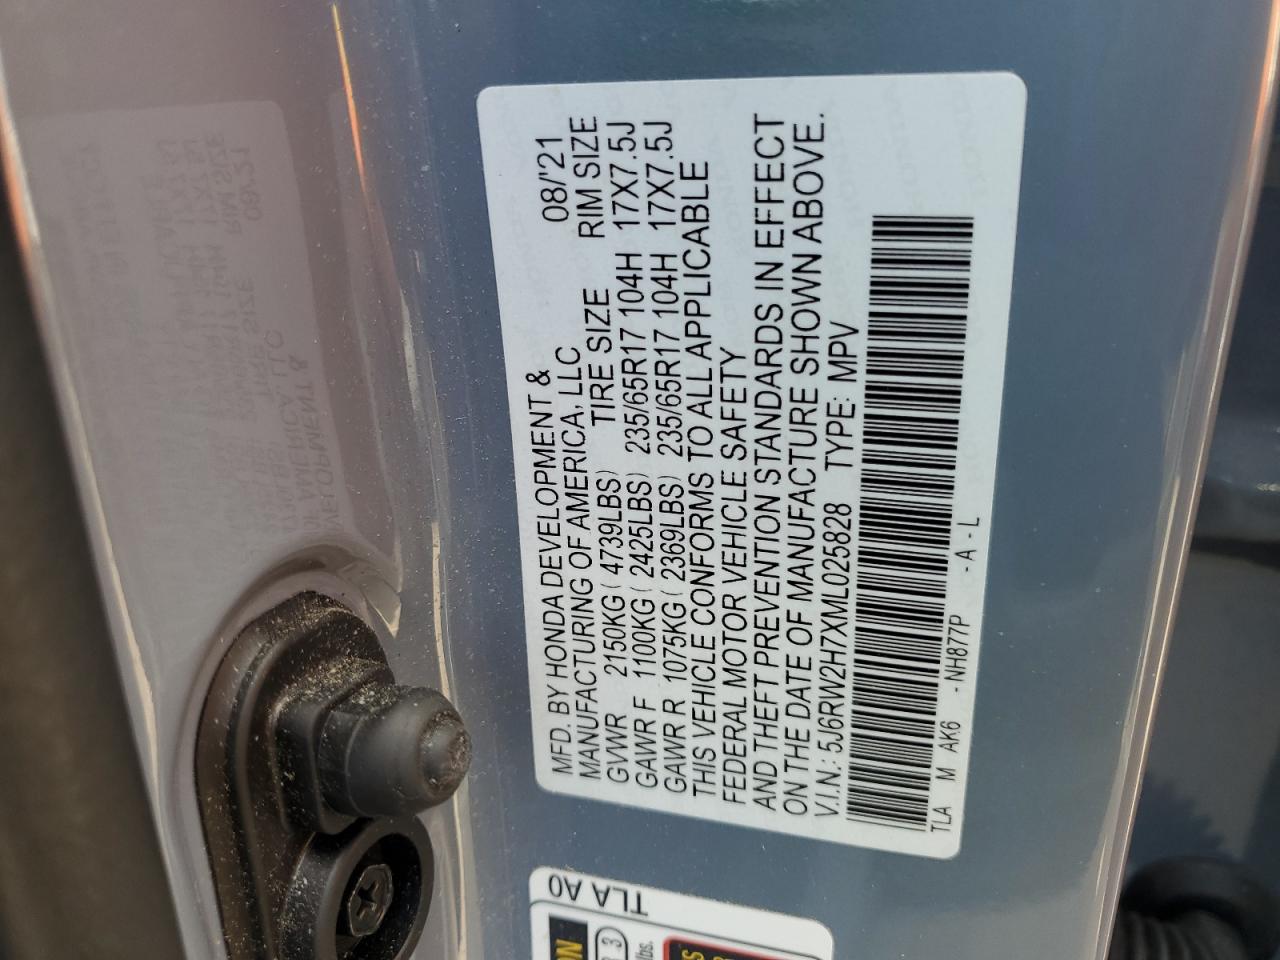 MFD. BY HONDA DEVELOPMENT & 08/'21
MANUFACTURING OF AMERICA, LLC
TIRE SIZE RIM SIZE
GVWR 2150KG ( 4739LBS)
GAWR F 1100KG ( 2425LBS) 235/65R17 104H 17X7.5J
GAWR R 1075KG ( 2369LBS) 235/65R17 104H 17X7.5J
THIS VEHICLE CONFORMS TO ALL APPLICABLE
FEDERAL MOTOR VEHICLE SAFETY
AND THEFT PREVENTION STANDARDS IN EFFECT
ON THE DATE OF MANUFACTURE SHOWN ABOVE.
V.I.N.: 5J6RW2H7XML025828 TYPE: MPV
TLA M AK6 - NH877P - A - L
TLA A0
lbs.